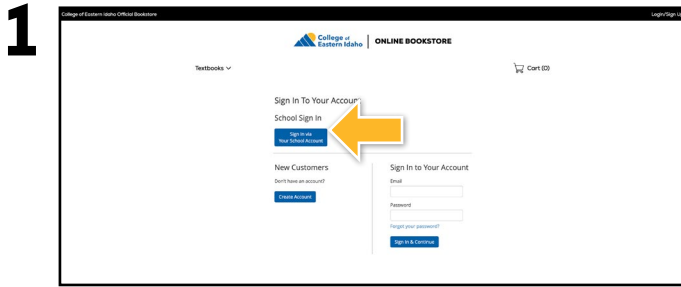 1
College of Eastern Idaho Official Bookstore
Login/Sign U
College of
Eastern Idaho
ONLINE BOOKSTORE
Textbooks
Cart (0)
Sign In To Your Account
School Sign In
Sign in via
Your School Account
New Customers
Don't have an account?
Create Account
Sign In to Your Account
Email
Password
Forgot your password?
Sign In & Continue